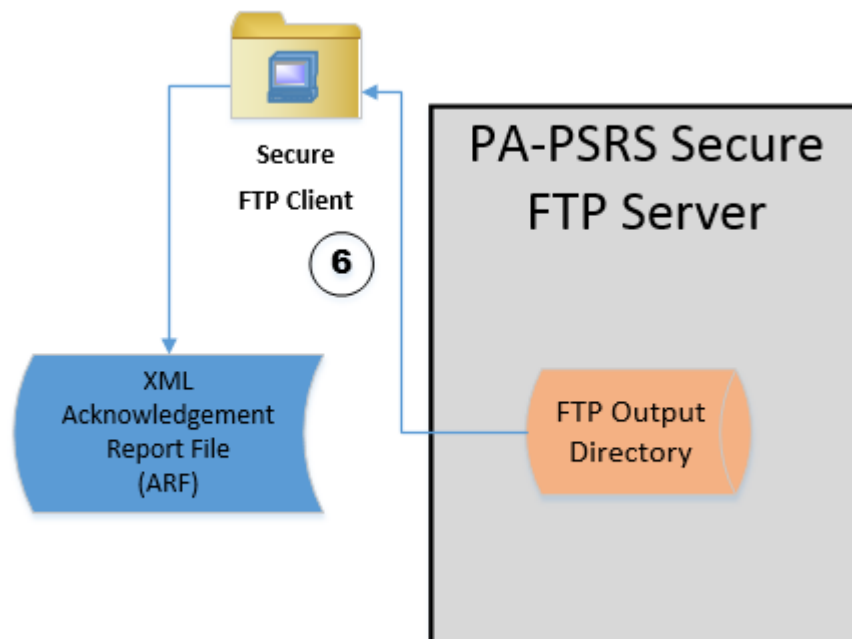 Secure
FTP Client
6
PA-PSRS Secure
FTP Server
XML
Acknowledgement
Report File
(ARF)
FTP Output
Directory